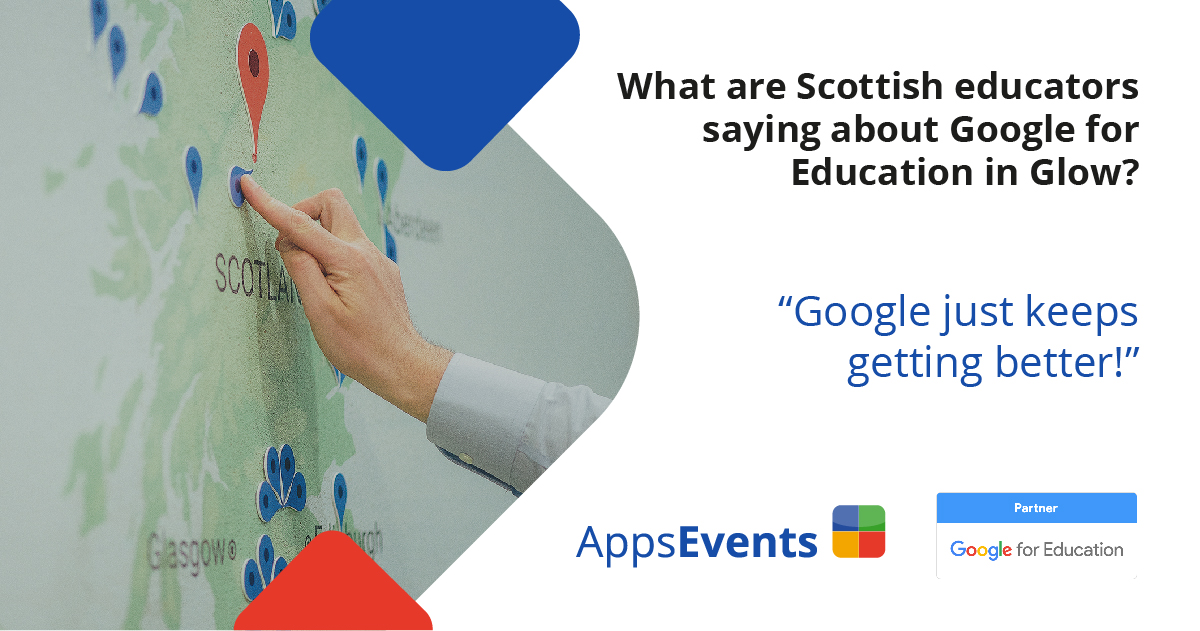 What are Scottish educators
saying about Google for
Education in Glow?
“Google just keeps
getting better!”
AppsEvents
Partner
Google for Education
Aberdeen
Glasgow